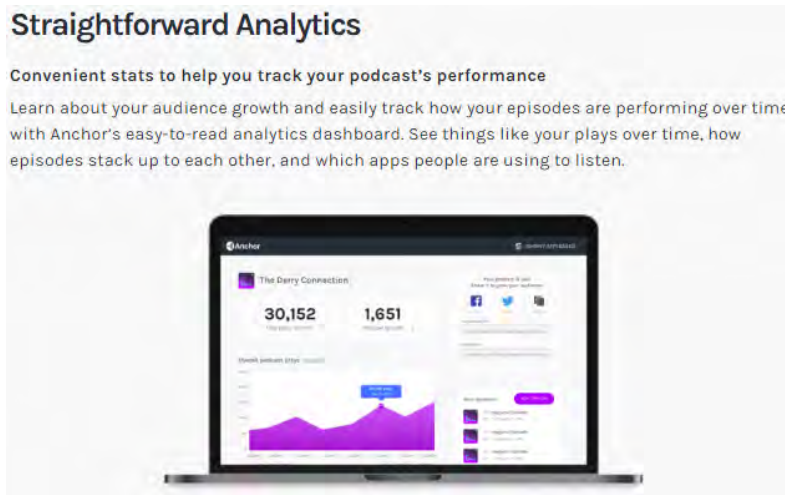 Straightforward Analytics
Convenient stats to help you track your podcast's performance
Learn about your audience growth and easily track how your episodes are performing over time
with Anchor's easy-to-read analytics dashboard. See things like your plays over time, how
episodes stack up to each other, and which apps people are using to listen.
Anchor
The Derry Connection
30,152
1,651